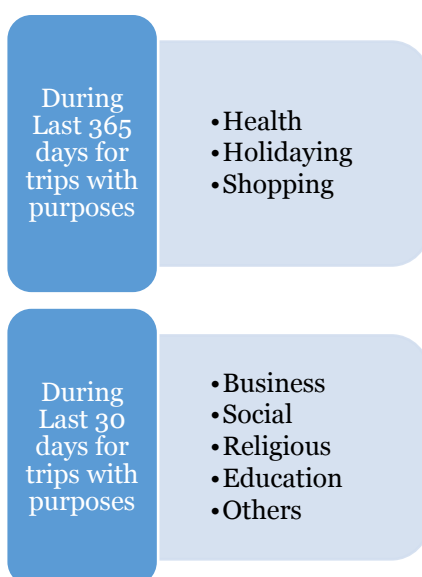 During
Last 365
days for
trips with
purposes
•Health
•Holidaying
•Shopping
During
Last 30
days for
trips with
purposes
•Business
•Social
•Religious
•Education
•Others